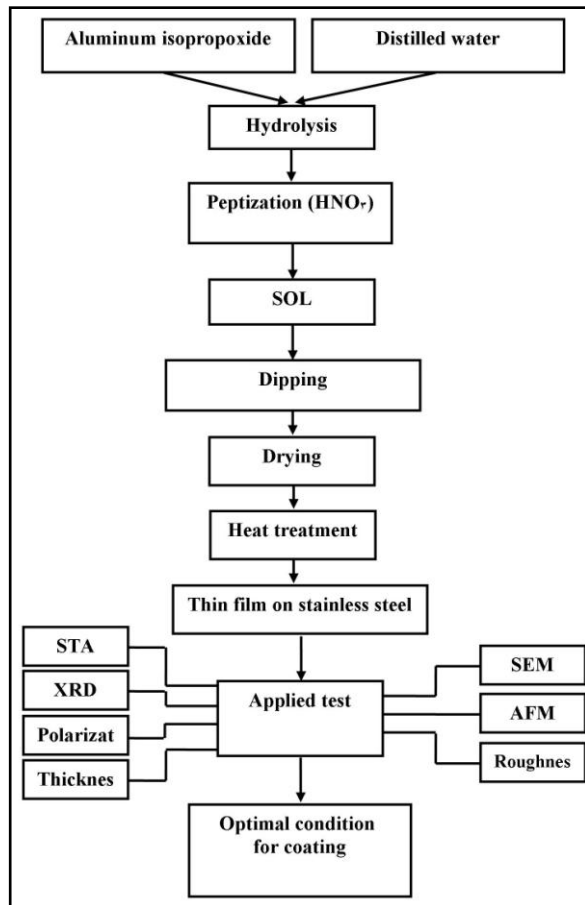 Aluminum isopropoxide
Distilled water
Hydrolysis
Peptization (HNO۳)
SOL
Dipping
Drying
Heat treatment
Thin film on stainless steel
STA
XRD
Polarizat
Thicknes
Applied test
SEM
AFM
Roughnes
Optimal condition
for coating